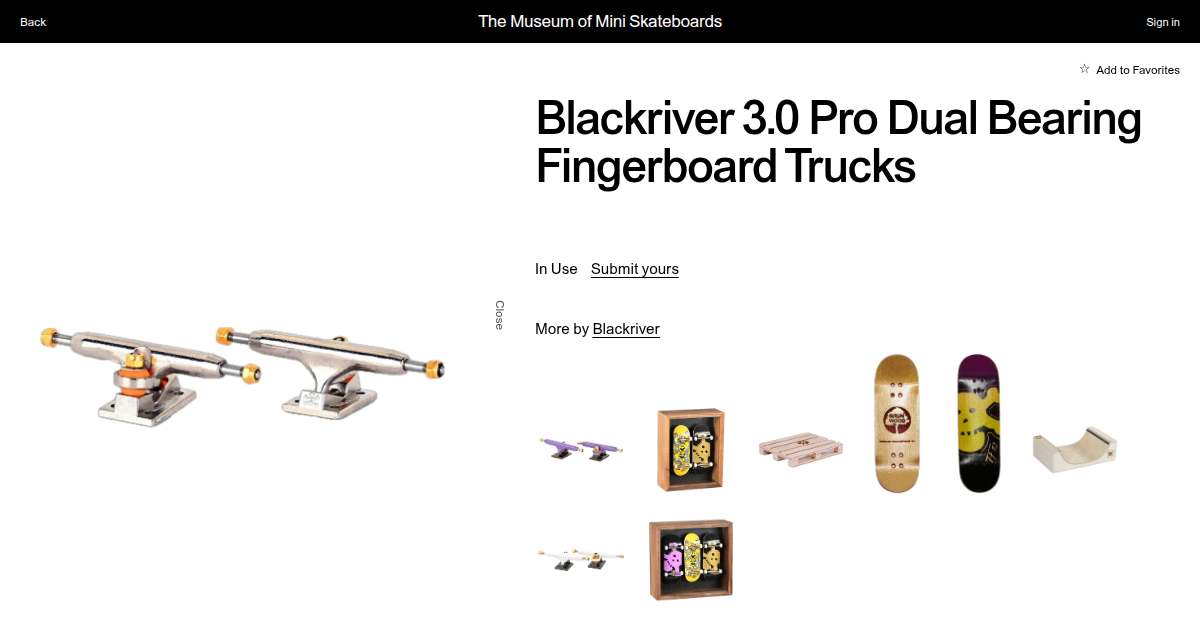 Back
The Museum of Mini Skateboards
Sign in
☆ Add to Favorites
Blackriver 3.0 Pro Dual Bearing
Fingerboard Trucks
In Use Submit yours
Close
More by Blackriver